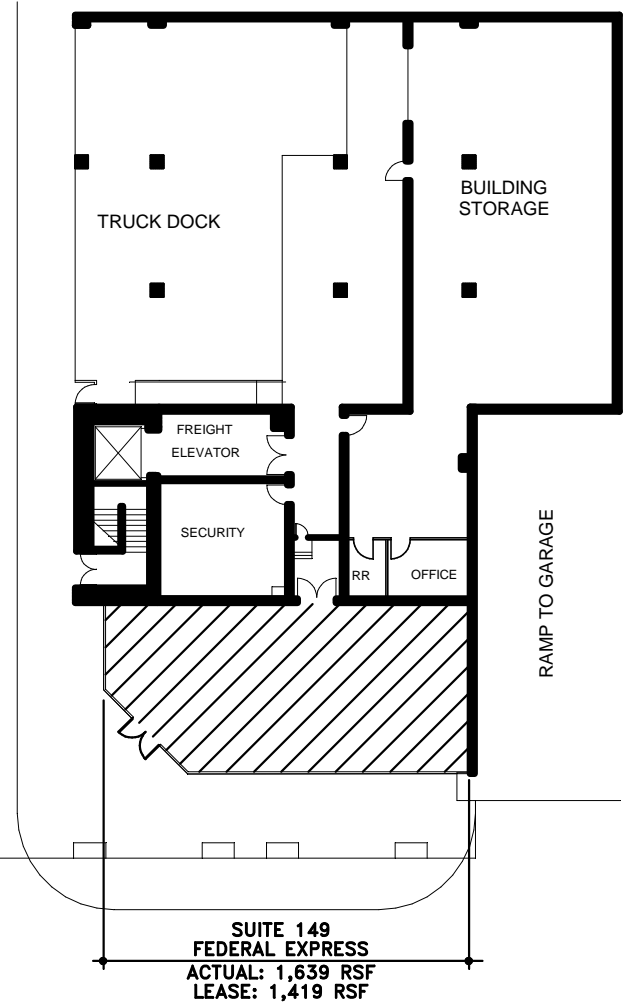 BUILDING
STORAGE
TRUCK DOCK
FREIGHT
ELEVATOR
SECURITY
RR
OFFICE
RAMP TO GARAGE
SUITE 149
FEDERAL EXPRESS
ACTUAL: 1,639 RSF
LEASE: 1,419 RSF